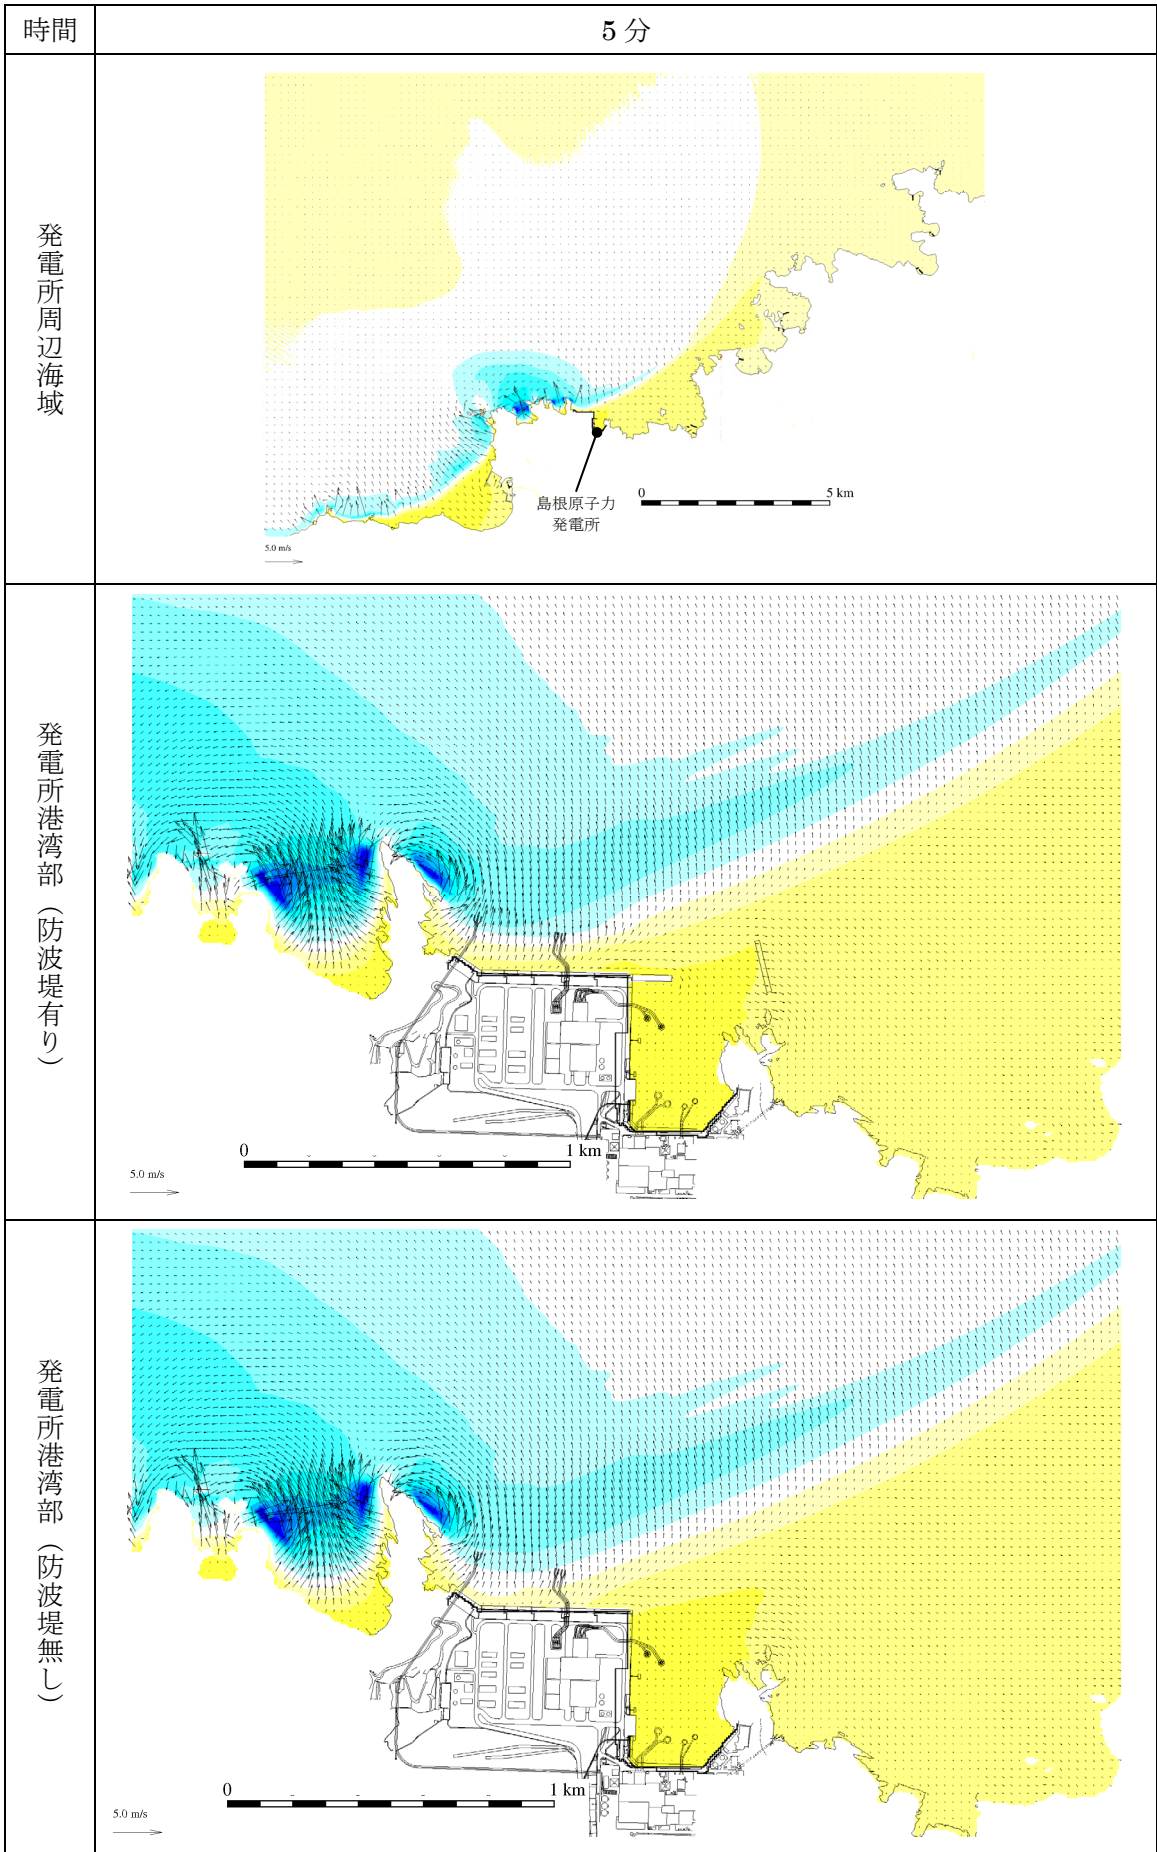 時間
5 分
発電所周辺海域
島根原子力
発電所
0 5 km
5.0 m/s
発電所港湾部（防波堤有り）
0 1 km
5.0 m/s
発電所港湾部（防波堤無し）
0 1 km
5.0 m/s